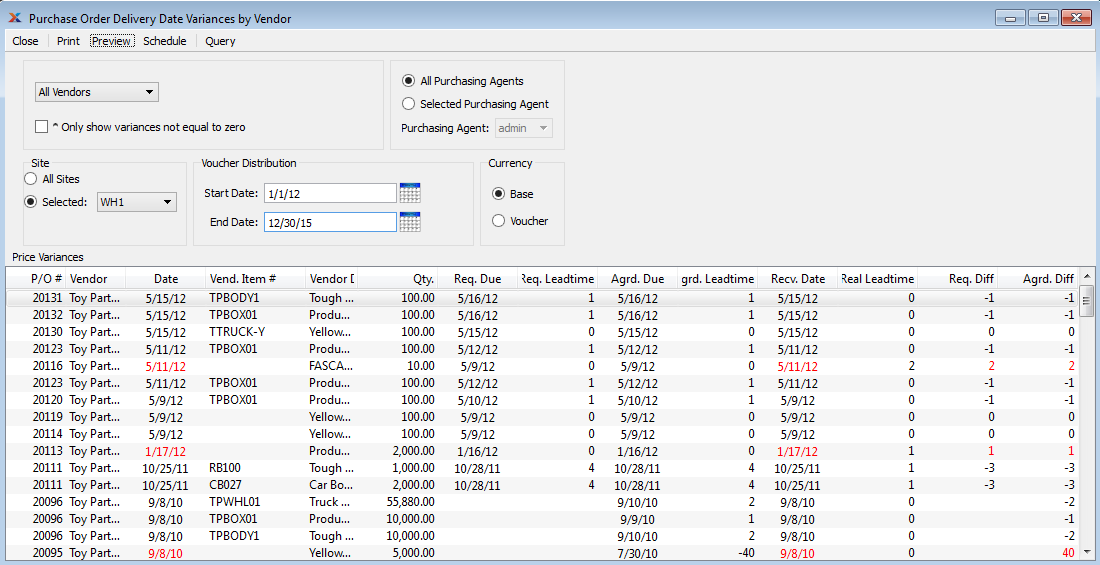 Purchase Order Delivery Date Variances by Vendor
Close Print Preview Schedule Query
All Vendors
^ Only show variances not equal to zero
All Purchasing Agents
Selected Purchasing Agent
Purchasing Agent: admin
Site
All Sites
Selected: WH1
Voucher Distribution
Start Date: 1/1/12
End Date: 12/30/15
Currency
Base
Voucher
Price Variances
P/O # Vendor Date Vend. Item # Vendor D Qty. Req. Due Req. Leadtime Agrd. Due grd. Leadtime Recv. Date Real Leadtime Req. Diff Agrd. Diff
20131 Toy Part... 5/15/12 TPBODY1 Tough ... 100.00 5/16/12 1 5/16/12 1 5/15/12 0 -1 -1
20132 Toy Part... 5/15/12 TPBOX01 Produ... 100.00 5/16/12 1 5/16/12 1 5/15/12 0 -1 -1
20130 Toy Part... 5/15/12 TTRUCK-Y Yellow... 100.00 5/15/12 0 5/15/12 0 5/15/12 0 0 0
20123 Toy Part... 5/11/12 TPBOX01 Produ... 100.00 5/12/12 1 5/12/12 1 5/11/12 0 -1 -1
20116 Toy Part... 5/11/12 FASCA... 10.00 5/9/12 0 5/9/12 0 5/11/12 2 2 2
20123 Toy Part... 5/11/12 TPBOX01 Produ... 100.00 5/12/12 1 5/12/12 1 5/11/12 0 -1 -1
20120 Toy Part... 5/9/12 TPBOX01 Produ... 100.00 5/10/12 1 5/10/12 1 5/9/12 0 -1 -1
20119 Toy Part... 5/9/12 Yellow... 100.00 5/9/12 0 5/9/12 0 5/9/12 0 0 0
20114 Toy Part... 5/9/12 Yellow... 100.00 5/9/12 0 5/9/12 0 5/9/12 0 0 0
20113 Toy Part... 1/17/12 Produ... 2,000.00 1/16/12 0 1/16/12 0 1/17/12 1 1 1
20111 Toy Part... 10/25/11 RB100 Tough ... 1,000.00 10/28/11 4 10/28/11 4 10/25/11 1 -3 -3
20111 Toy Part... 10/25/11 CB027 Car Bo... 2,000.00 10/28/11 4 10/28/11 4 10/25/11 1 -3 -3
20096 Toy Part... 9/8/10 TPWHL01 Truck ... 55,880.00 9/10/10 2 9/8/10 0 -2
20096 Toy Part... 9/8/10 TPBOX01 Produ... 10,000.00 9/9/10 1 9/8/10 0 -1
20096 Toy Part... 9/8/10 TPBODY1 Tough ... 10,000.00 9/10/10 2 9/8/10 0 -2
20095 Toy Part... 9/8/10 Yellow... 5,000.00 7/30/10 -40 9/8/10 0 40